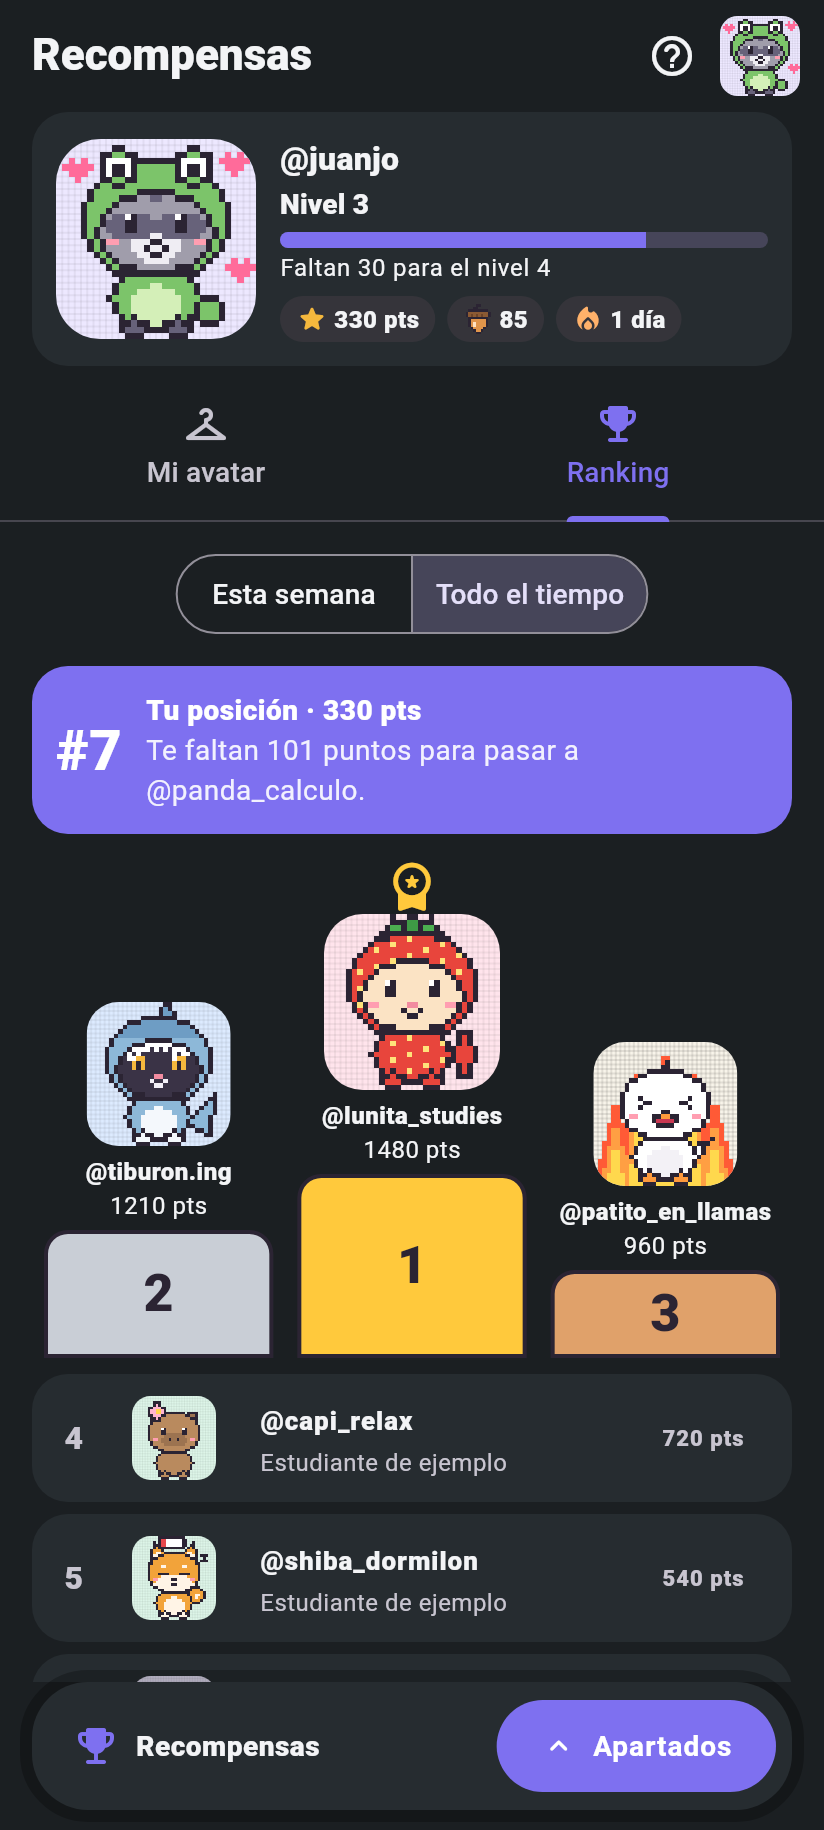 Recompensas
@juanjo
Nivel 3
Faltan 30 para el nivel 4
330 pts
85
1 día
Mi avatar
Ranking
Esta semana
Todo el tiempo
#7
Tu posición · 330 pts
Te faltan 101 puntos para pasar a
@panda_calculo.
@lunita_studies
1480 pts
@tiburon.ing
1210 pts
@patito_en_llamas
960 pts
2
1
3
4
@capi_relax
Estudiante de ejemplo
720 pts
5
@shiba_dormilon
Estudiante de ejemplo
540 pts
Recompensas
Apartados